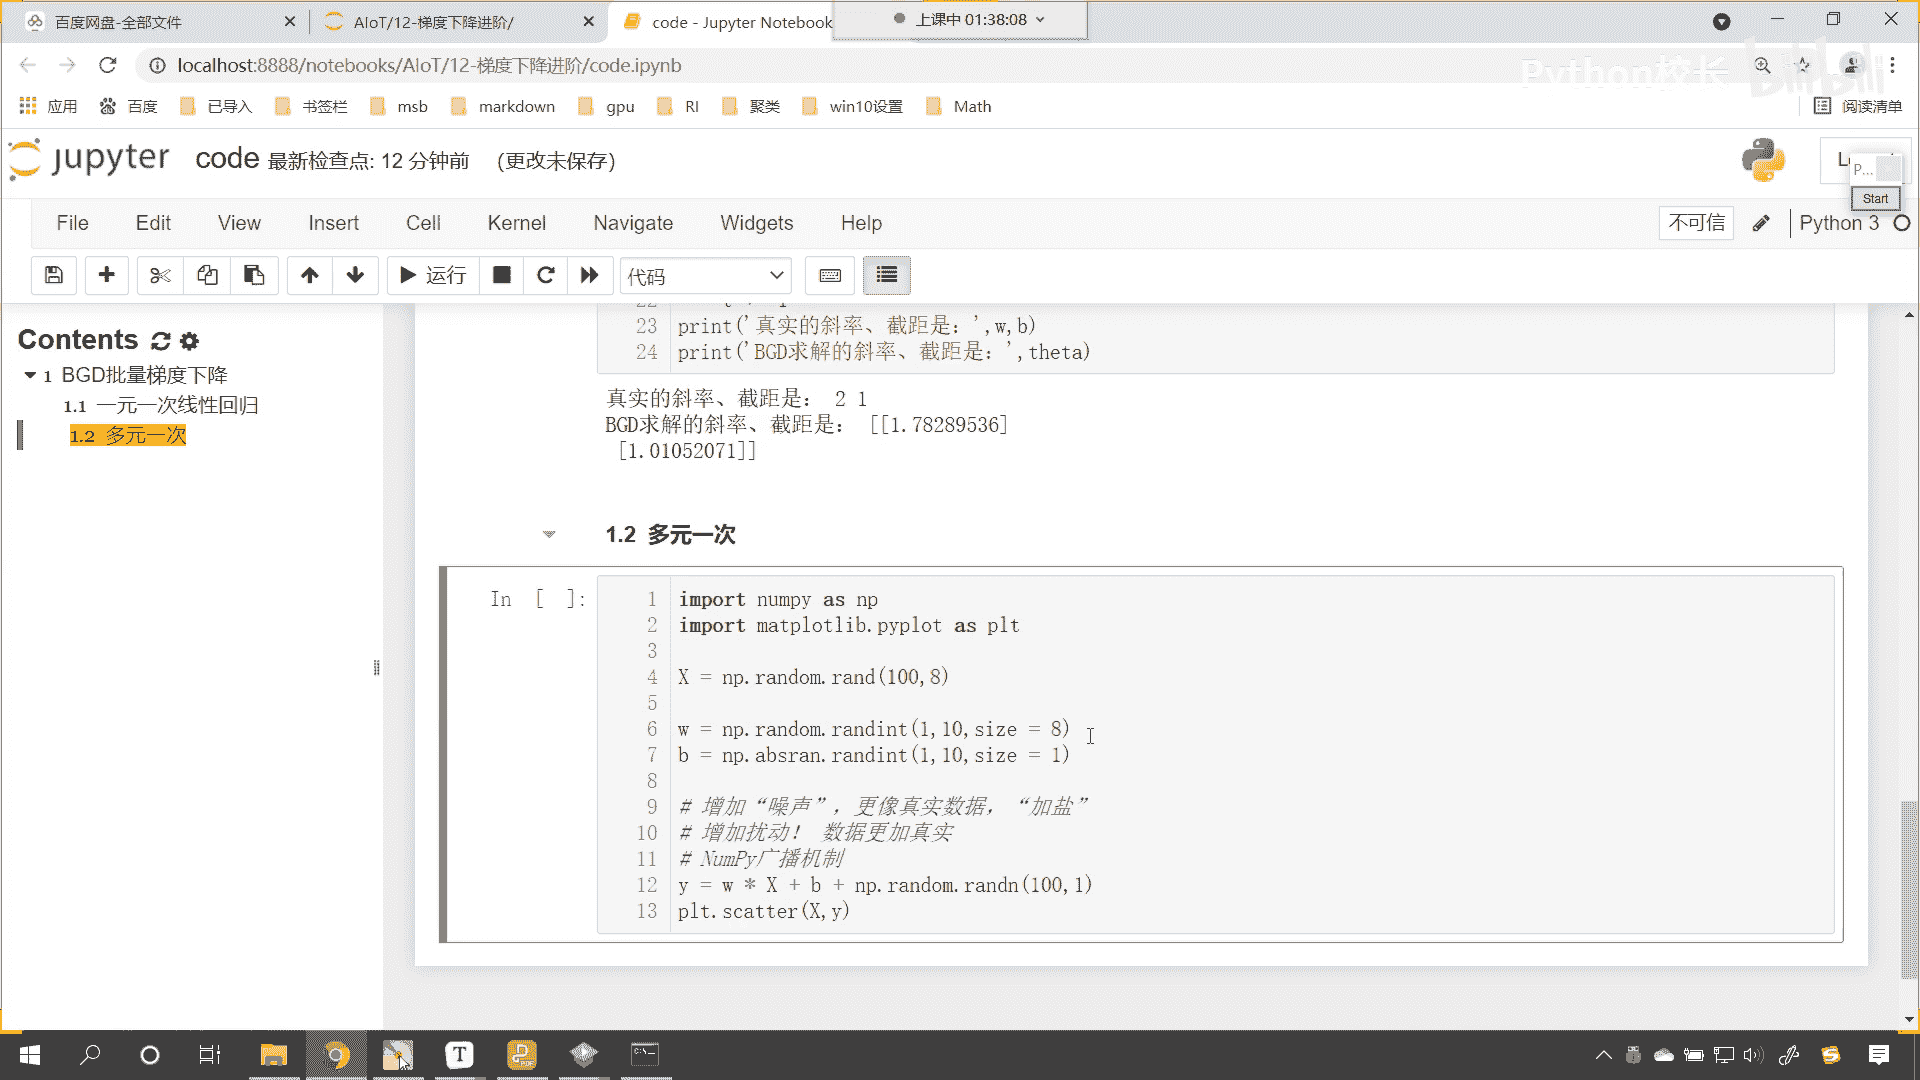 百度网盘-全部文件
AIoT/12-梯度下降进阶/
code - Jupyter Notebook
上课中 01:38:08
localhost:8888/notebooks/AIoT/12-梯度下降进阶/code.ipynb
Python校长
bilibili
应用
百度
已导入
书签栏
msb
markdown
gpu
RI
聚类
win10设置
Math
阅读清单
jupyter code 最新检查点: 12 分钟前 (更改未保存)
P...
Start
File Edit View Insert Cell Kernel Navigate Widgets Help
不可信
Python 3
运行
代码
Contents
1 BGD批量梯度下降
1.1 一元一次线性回归
1.2 多元一次
23 print('真实的斜率、截距是：',w,b)
24 print('BGD求解的斜率、截距是：',theta)
真实的斜率、截距是： 2 1
BGD求解的斜率、截距是： [[1.78289536]
[1.01052071]]
1.2 多元一次
In [ ]:
1 import numpy as np
2 import matplotlib.pyplot as plt
3
4 X = np.random.rand(100,8)
5
6 w = np.random.randint(1,10,size = 8)
7 b = np.absran.randint(1,10,size = 1)
8
9 # 增加“噪声”，更像真实数据，“加盐”
10 # 增加扰动！ 数据更加真实
11 # NumPy广播机制
12 y = w * X + b + np.random.randn(100,1)
13 plt.scatter(X,y)